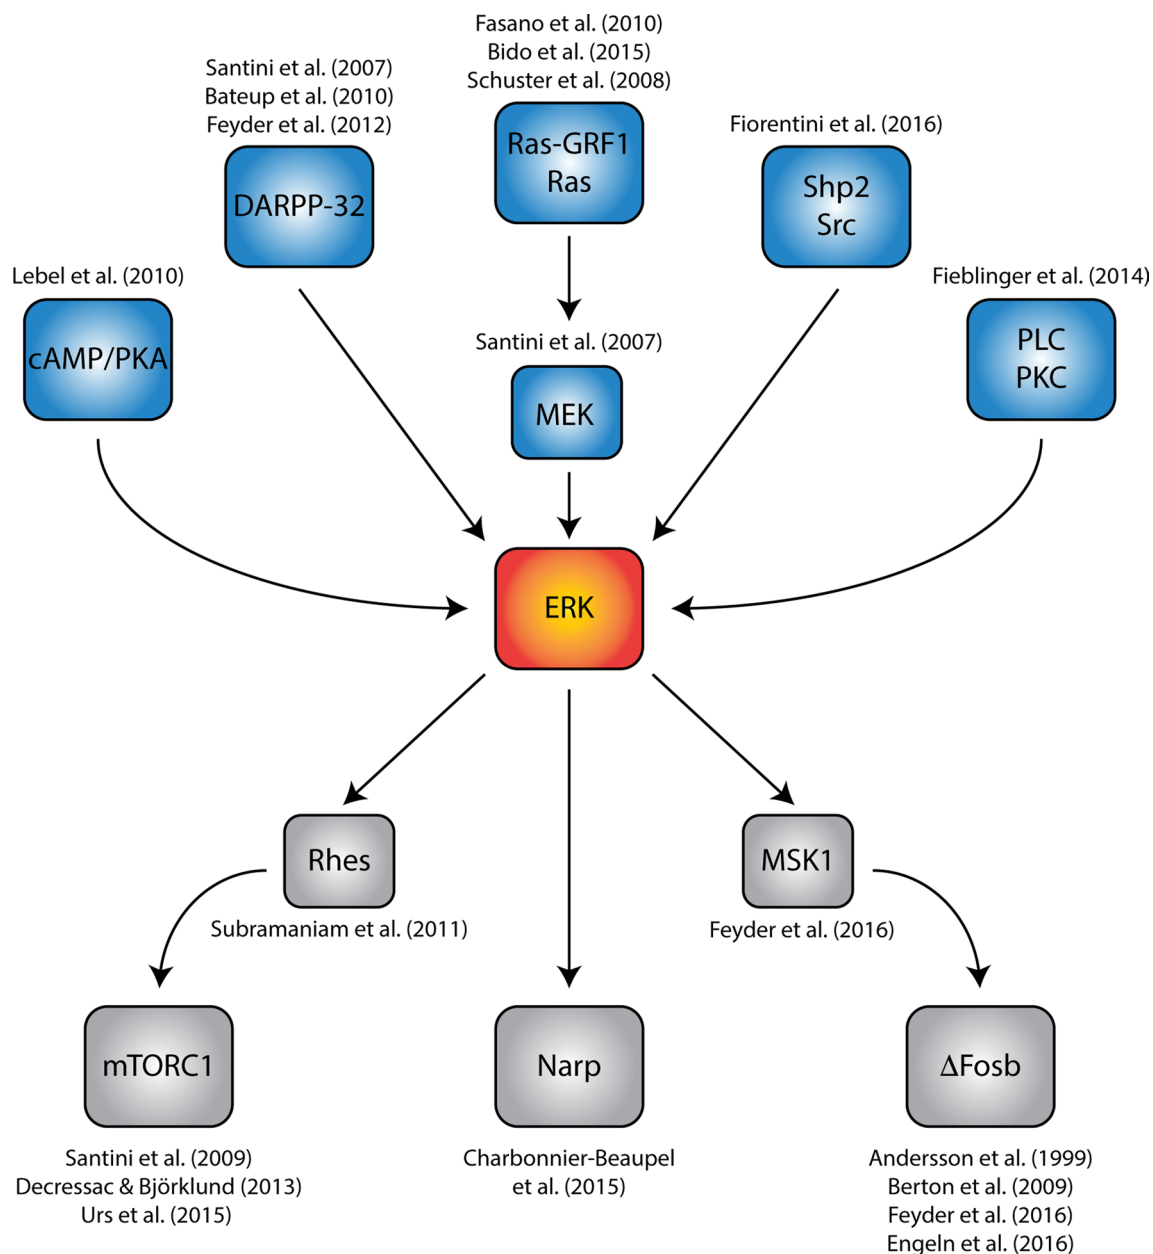 Fasano et al. (2010)
Bido et al. (2015)
Schuster et al. (2008)
Santini et al. (2007)
Bateup et al. (2010)
Feyder et al. (2012)
Fiorentini et al. (2016)
Ras-GRF1
Ras
DARPP-32
Shp2
Src
Lebel et al. (2010)
Fieblinger et al. (2014)
cAMP/PKA
Santini et al. (2007)
PLC
PKC
MEK
ERK
Rhes
MSK1
Subramaniam et al. (2011)
Feyder et al. (2016)
mTORC1
Narp
ΔFosb
Santini et al. (2009)
Decressac & Björklund (2013)
Urs et al. (2015)
Charbonnier-Beaupel
et al. (2015)
Andersson et al. (1999)
Berton et al. (2009)
Feyder et al. (2016)
Engeln et al. (2016)